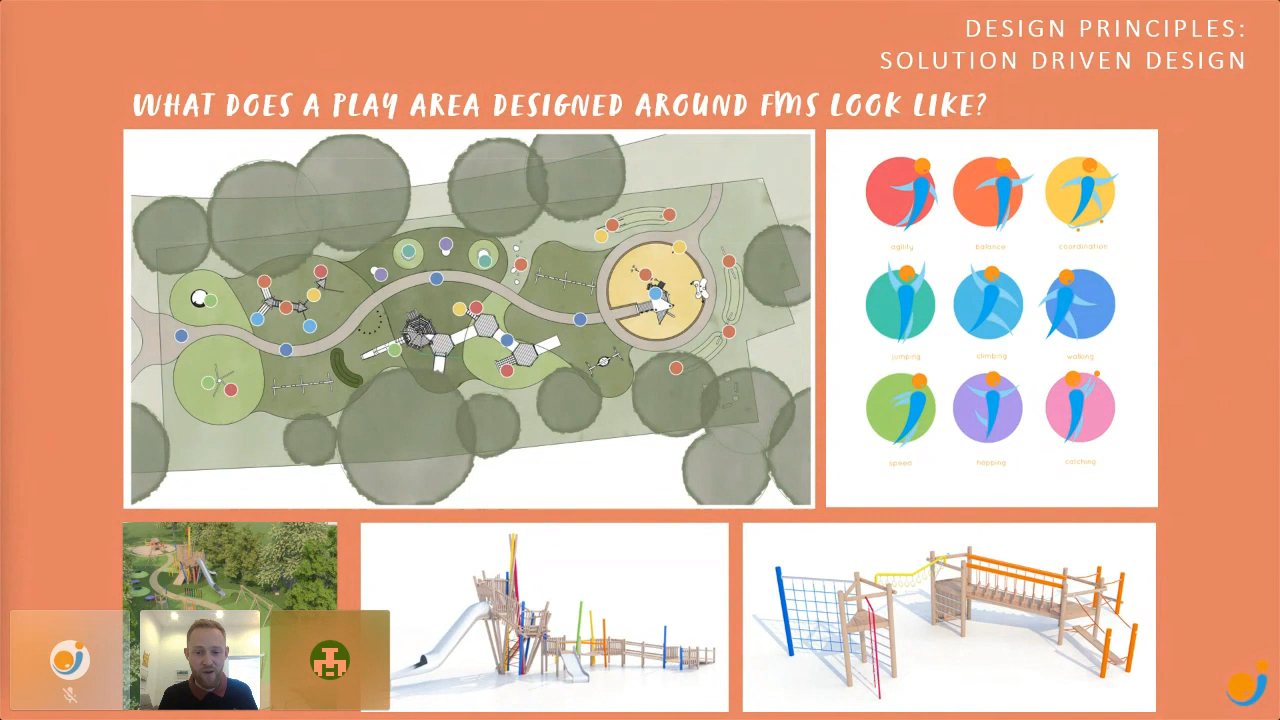 DESIGN PRINCIPLES:
SOLUTION DRIVEN DESIGN
WHAT DOES A PLAY AREA DESIGNED AROUND FMS LOOK LIKE?
agility
balance
coordination
jumping
climbing
walking
speed
hopping
catching